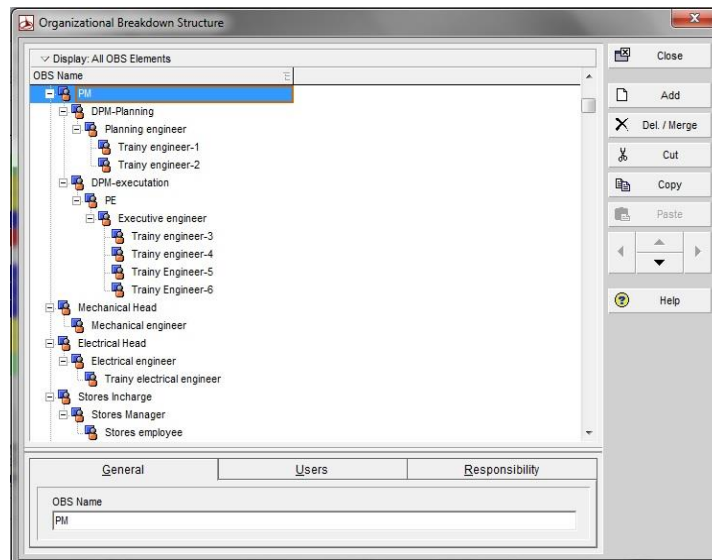 Organizational Breakdown Structure
Display: All OBS Elements
OBS Name
PM
DPM-Planning
Planning engineer
Trainy engineer-1
Trainy engineer-2
DPM-executation
PE
Executive engineer
Trainy engineer-3
Trainy engineer-4
Trainy Engineer-5
Trainy Engineer-6
Mechanical Head
Mechanical engineer
Electrical Head
Electrical engineer
Trainy electrical engineer
Stores Incharge
Stores Manager
Stores employee
Close
Add
Del. / Merge
Cut
Copy
Paste
Help
General
Users
Responsibility
OBS Name
PM